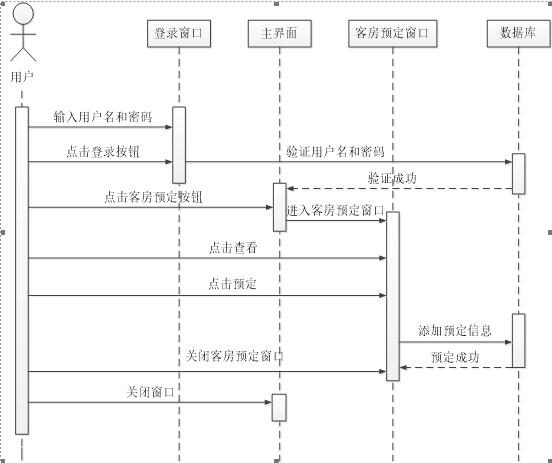 登录窗口
主界面
客房预定窗口
数据库
用户
输入用户名和密码
点击登录按钮
验证用户名和密码
验证成功
点击客房预定按钮
进入客房预定窗口
点击查看
点击预定
添加预定信息
预定成功
关闭客房预定窗口
关闭窗口